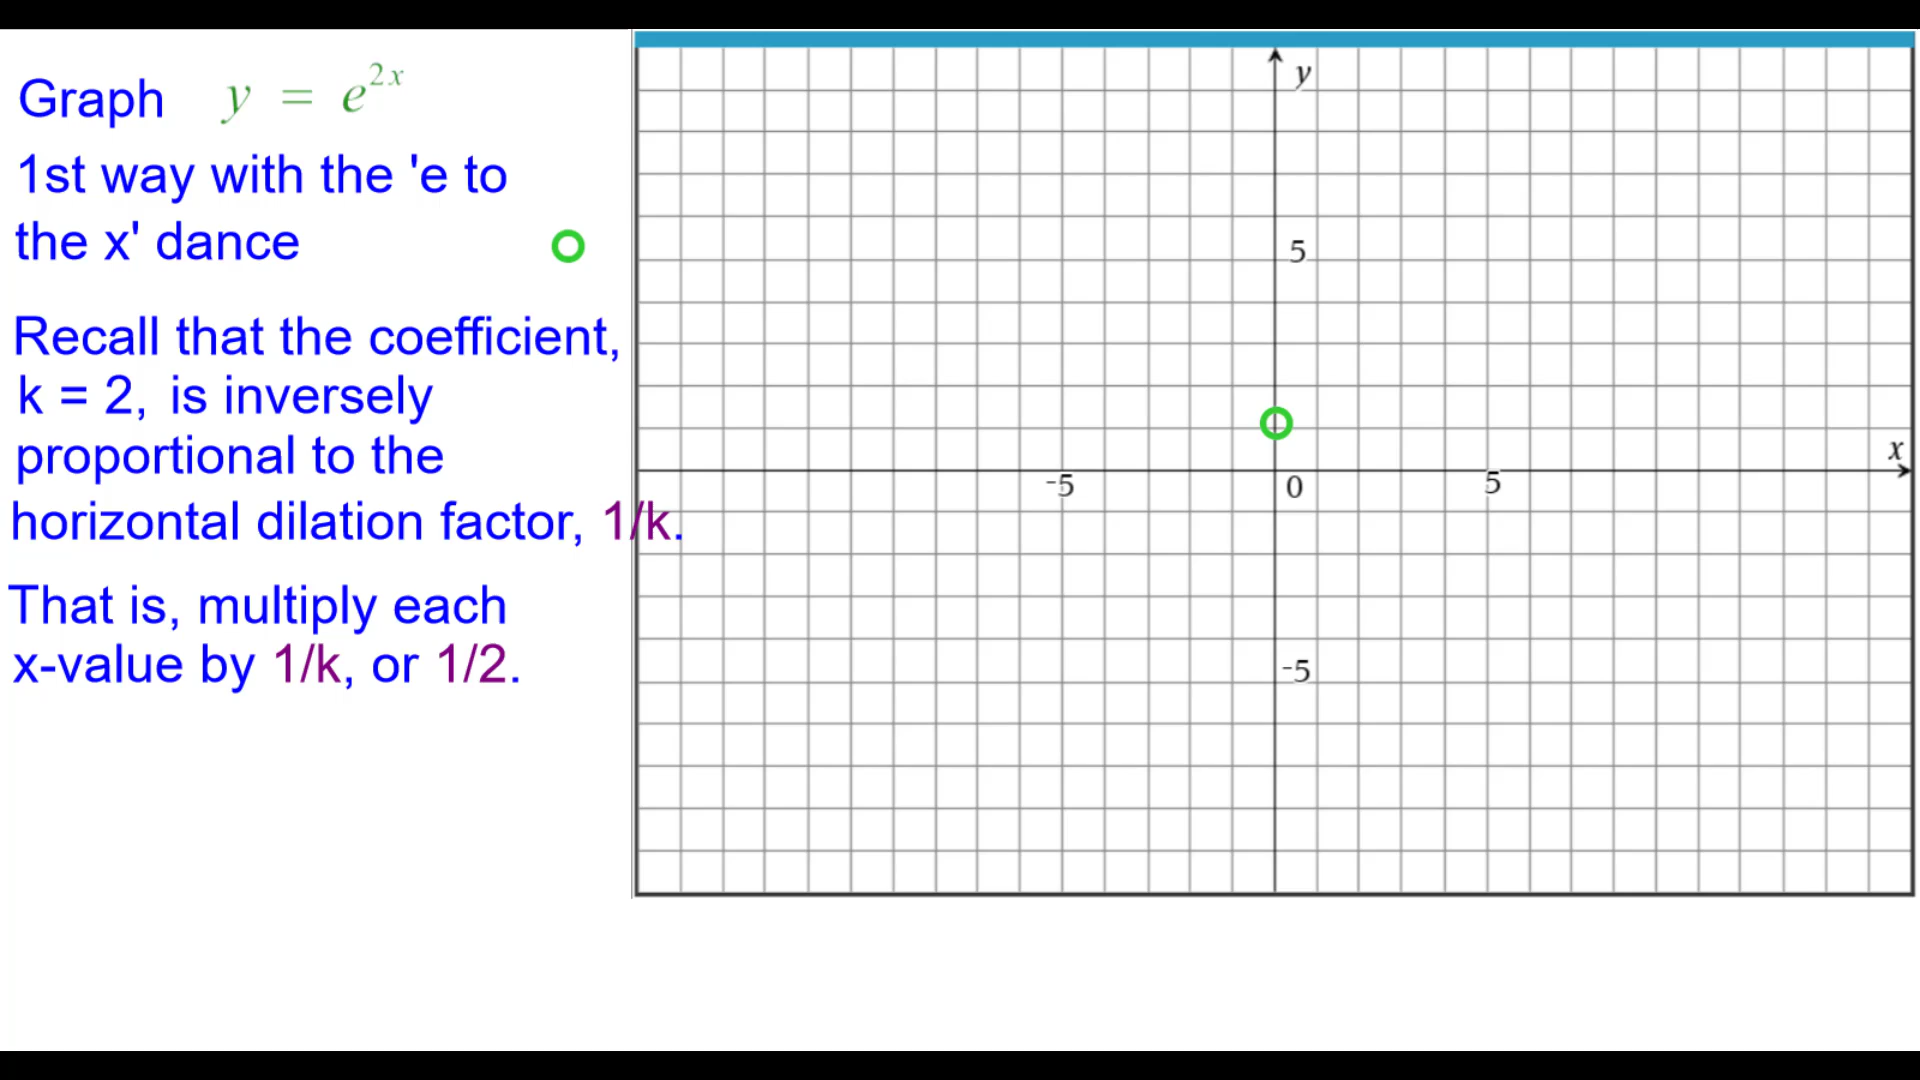 Graph y = e^{2x}
1st way with the 'e to
the x' dance
Recall that the coefficient,
k = 2, is inversely
proportional to the
horizontal dilation factor, 1/k.
That is, multiply each
x-value by 1/k, or 1/2.
y
5
x
-5 0 5
-5